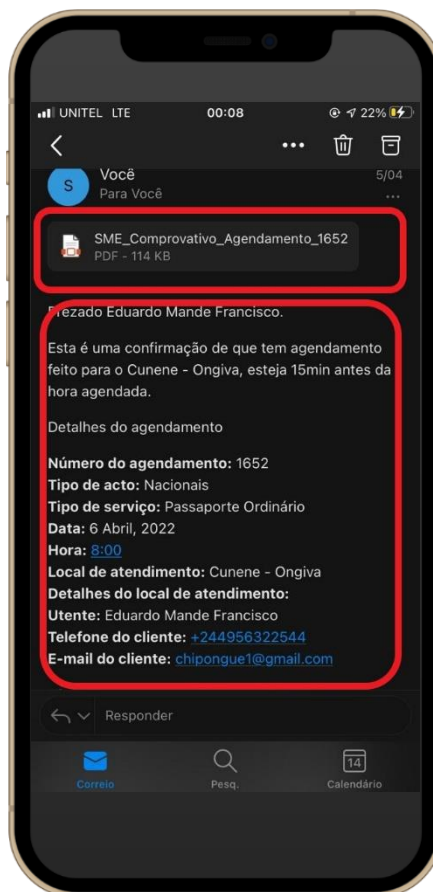 UNITEL LTE 00:08 22%
Você 5/04
S
Para Você
SME_Comprovativo_Agendamento_1652
PDF - 114 KB
Prezado Eduardo Mande Francisco.
Esta é uma confirmação de que tem agendamento
feito para o Cunene - Ongiva, esteja 15min antes da
hora agendada.
Detalhes do agendamento
Número do agendamento: 1652
Tipo de acto: Nacionais
Tipo de serviço: Passaporte Ordinário
Data: 6 Abril, 2022
Hora: 8:00
Local de atendimento: Cunene - Ongiva
Detalhes do local de atendimento:
Utente: Eduardo Mande Francisco
Telefone do cliente: +244956322544
E-mail do cliente: chipongue1@gmail.com
Responder
14
Correio Pesq. Calendário